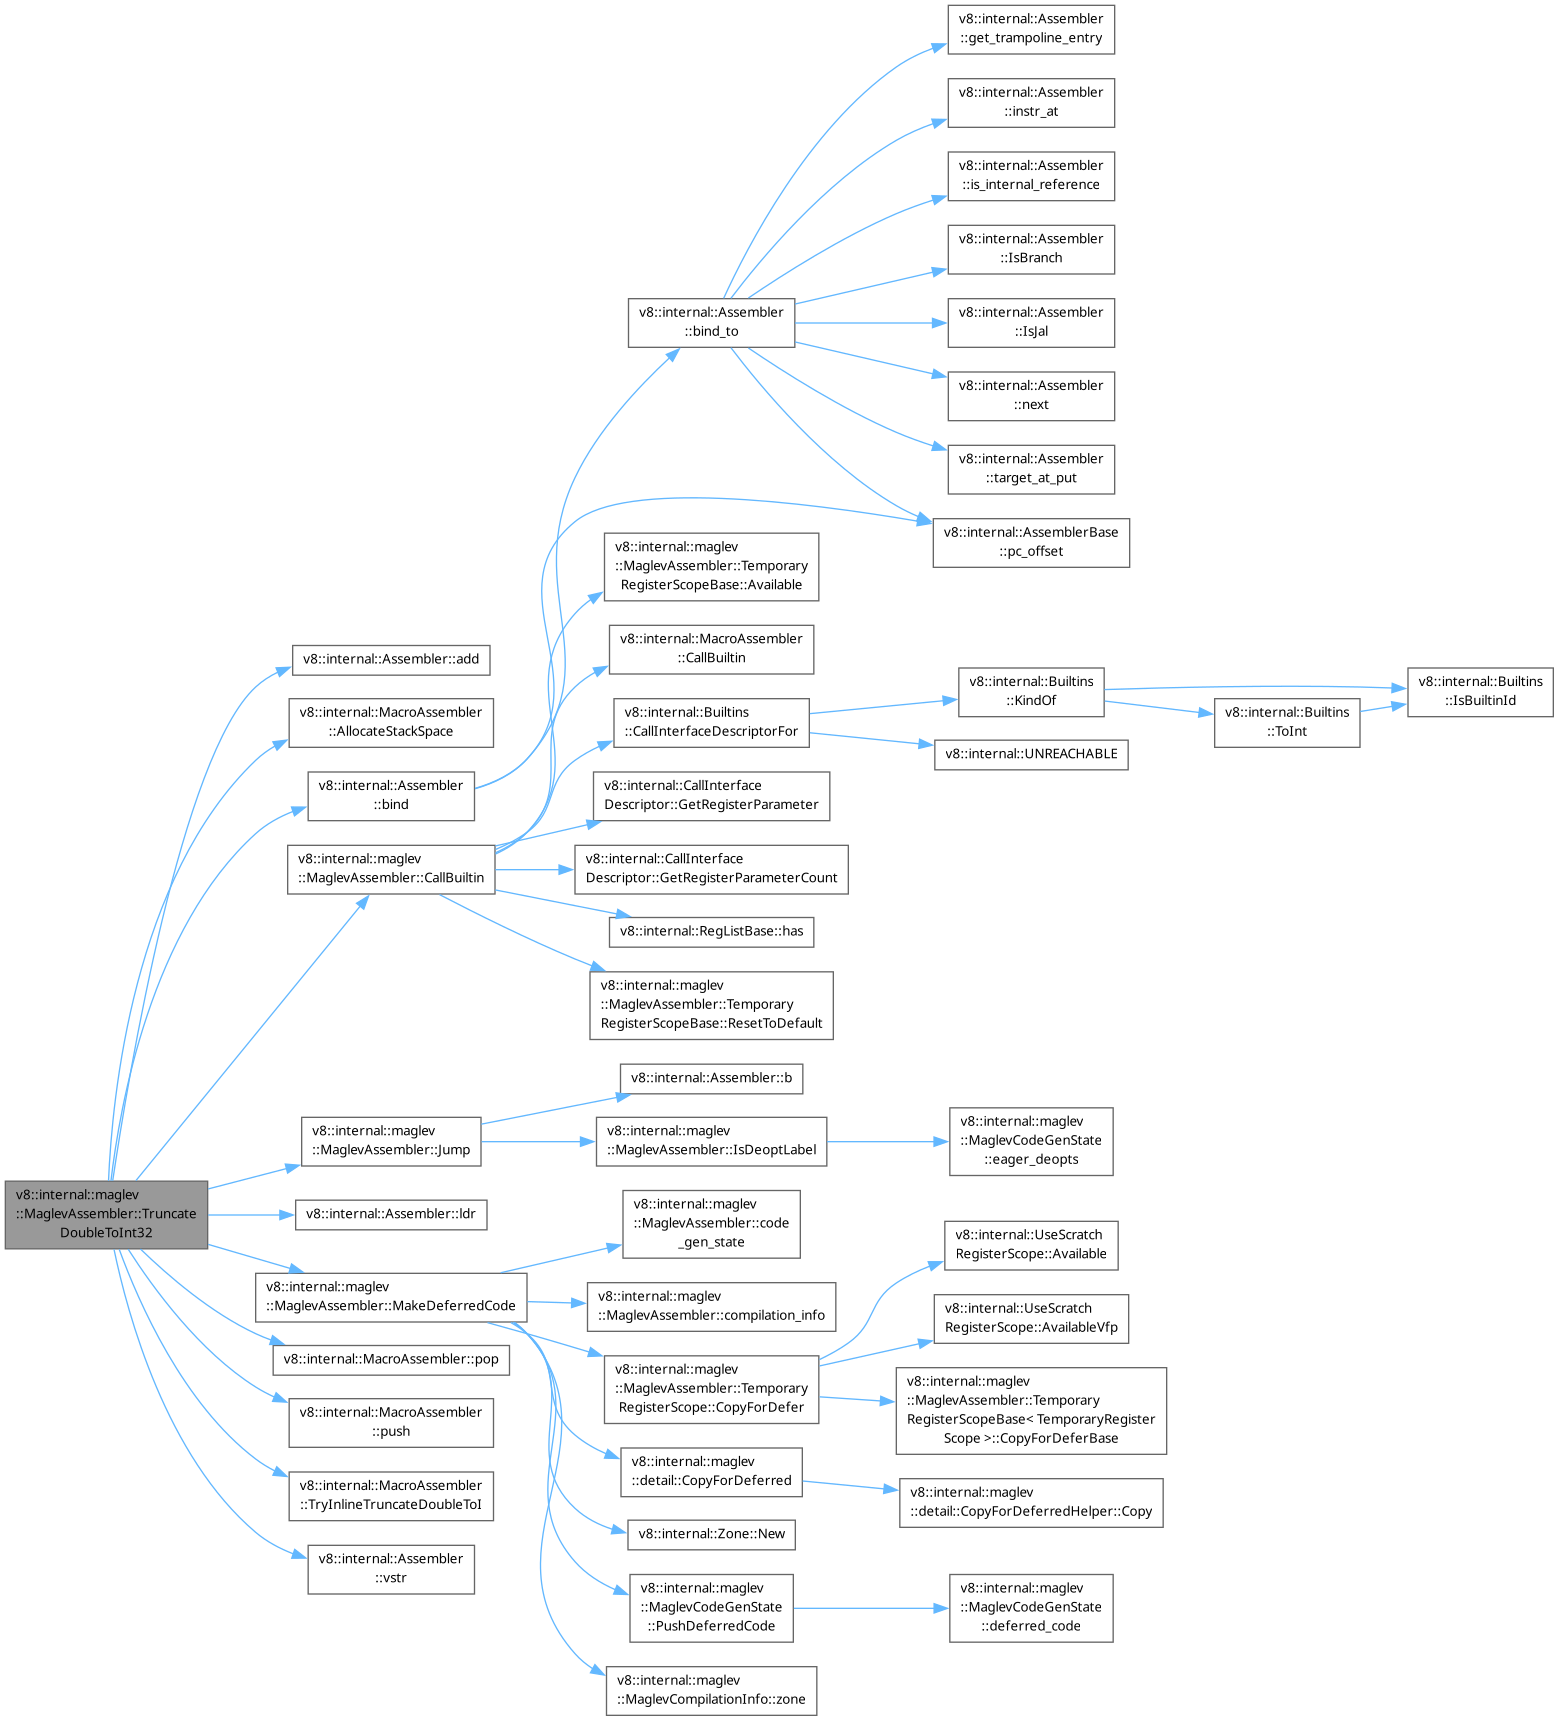 v8::internal::maglev
::MaglevAssembler::Truncate
DoubleToInt32
v8::internal::Assembler::add
v8::internal::MacroAssembler
::AllocateStackSpace
v8::internal::Assembler
::bind
v8::internal::maglev
::MaglevAssembler::CallBuiltin
v8::internal::maglev
::MaglevAssembler::Jump
v8::internal::Assembler::ldr
v8::internal::maglev
::MaglevAssembler::MakeDeferredCode
v8::internal::MacroAssembler::pop
v8::internal::MacroAssembler
::push
v8::internal::MacroAssembler
::TryInlineTruncateDoubleToI
v8::internal::Assembler
::vstr
v8::internal::Assembler
::bind_to
v8::internal::maglev
::MaglevAssembler::Temporary
RegisterScopeBase::Available
v8::internal::MacroAssembler
::CallBuiltin
v8::internal::Builtins
::CallInterfaceDescriptorFor
v8::internal::CallInterface
Descriptor::GetRegisterParameter
v8::internal::CallInterface
Descriptor::GetRegisterParameterCount
v8::internal::RegListBase::has
v8::internal::maglev
::MaglevAssembler::Temporary
RegisterScopeBase::ResetToDefault
v8::internal::Assembler::b
v8::internal::maglev
::MaglevAssembler::IsDeoptLabel
v8::internal::maglev
::MaglevAssembler::code
_gen_state
v8::internal::maglev
::MaglevAssembler::compilation_info
v8::internal::maglev
::MaglevAssembler::Temporary
RegisterScope::CopyForDefer
v8::internal::maglev
::detail::CopyForDeferred
v8::internal::Zone::New
v8::internal::maglev
::MaglevCodeGenState
::PushDeferredCode
v8::internal::maglev
::MaglevCompilationInfo::zone
v8::internal::Assembler
::get_trampoline_entry
v8::internal::Assembler
::instr_at
v8::internal::Assembler
::is_internal_reference
v8::internal::Assembler
::IsBranch
v8::internal::Assembler
::IsJal
v8::internal::Assembler
::next
v8::internal::Assembler
::target_at_put
v8::internal::AssemblerBase
::pc_offset
v8::internal::Builtins
::KindOf
v8::internal::UNREACHABLE
v8::internal::maglev
::MaglevCodeGenState
::eager_deopts
v8::internal::UseScratch
RegisterScope::Available
v8::internal::UseScratch
RegisterScope::AvailableVfp
v8::internal::maglev
::MaglevAssembler::Temporary
RegisterScopeBase< TemporaryRegister
Scope >::CopyForDeferBase
v8::internal::maglev
::detail::CopyForDeferredHelper::Copy
v8::internal::maglev
::MaglevCodeGenState
::deferred_code
v8::internal::Builtins
::ToInt
v8::internal::Builtins
::IsBuiltinId